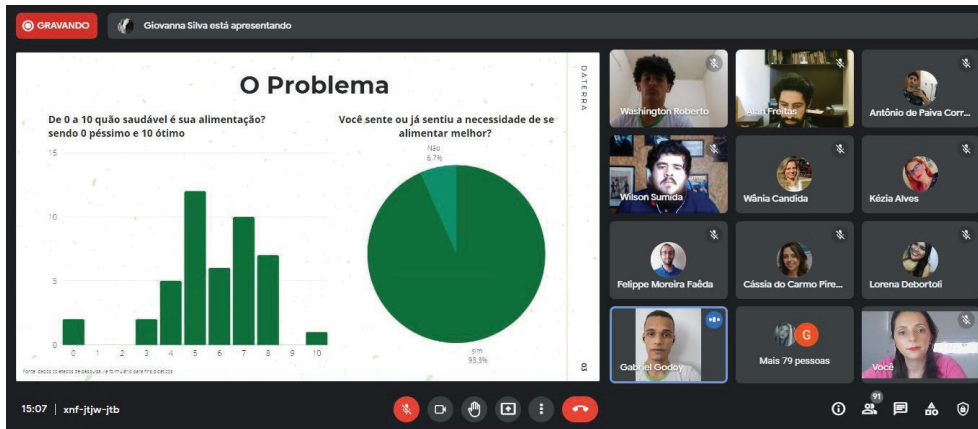 GRAVANDO
Giovanna Silva está apresentando
O Problema
DATERRA
De 0 a 10 quão saudável é sua alimentação?
sendo 0 péssimo e 10 ótimo
15
10
5
0
0 1 2 3 4 5 6 7 8 9 10
Você sente ou já sentiu a necessidade de se
alimentar melhor?
Não
6.7%
sim
93.3%
03
Washington Roberto
Alan Freitas
Antônio de Paiva Corr...
Wilson Sumida
Wânia Candida
Kézia Alves
Felippe Moreira Faêda
Cássia do Carmo Pire...
Lorena Debortoli
Gabriel Godoy
G
Mais 79 pessoas
Você
15:07 | xnf-jtjw-jtb
91